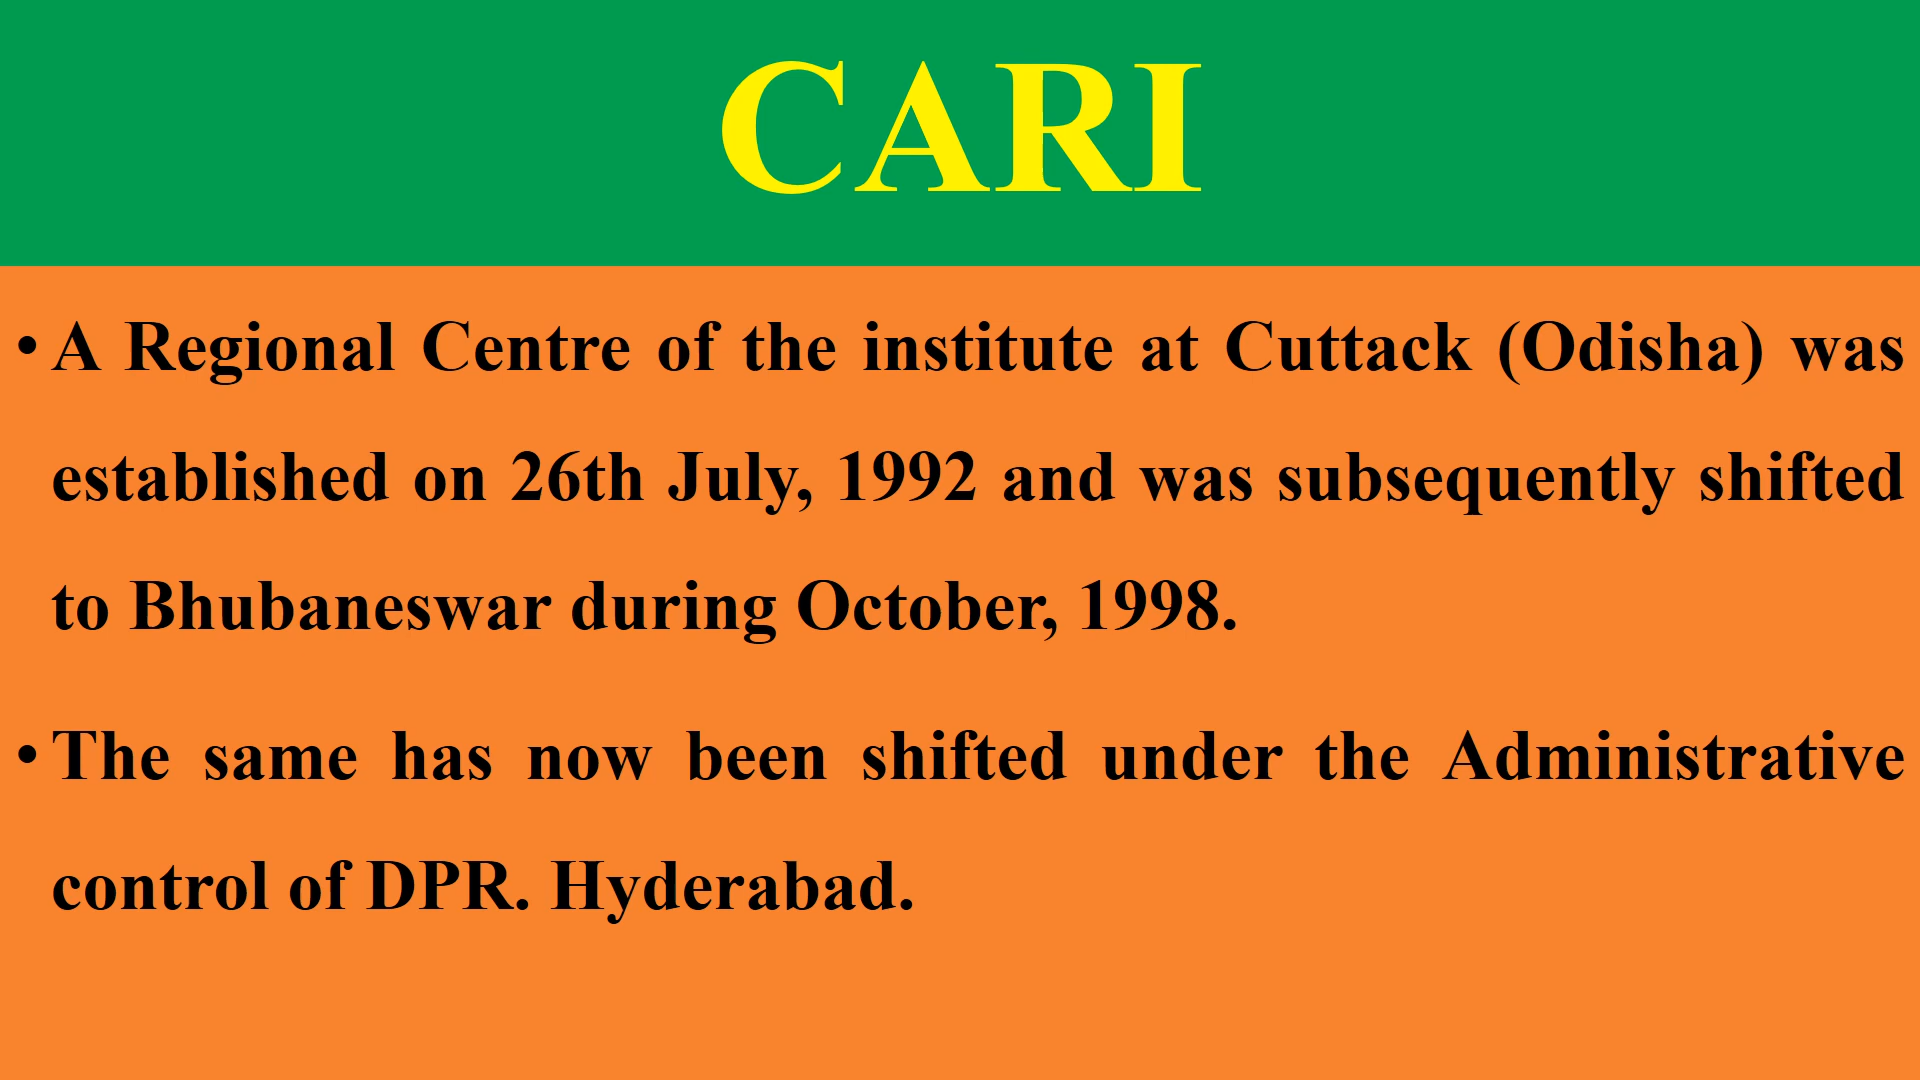 CARI
• A Regional Centre of the institute at Cuttack (Odisha) was
established on 26th July, 1992 and was subsequently shifted
to Bhubaneswar during October, 1998.
• The same has now been shifted under the Administrative
control of DPR. Hyderabad.